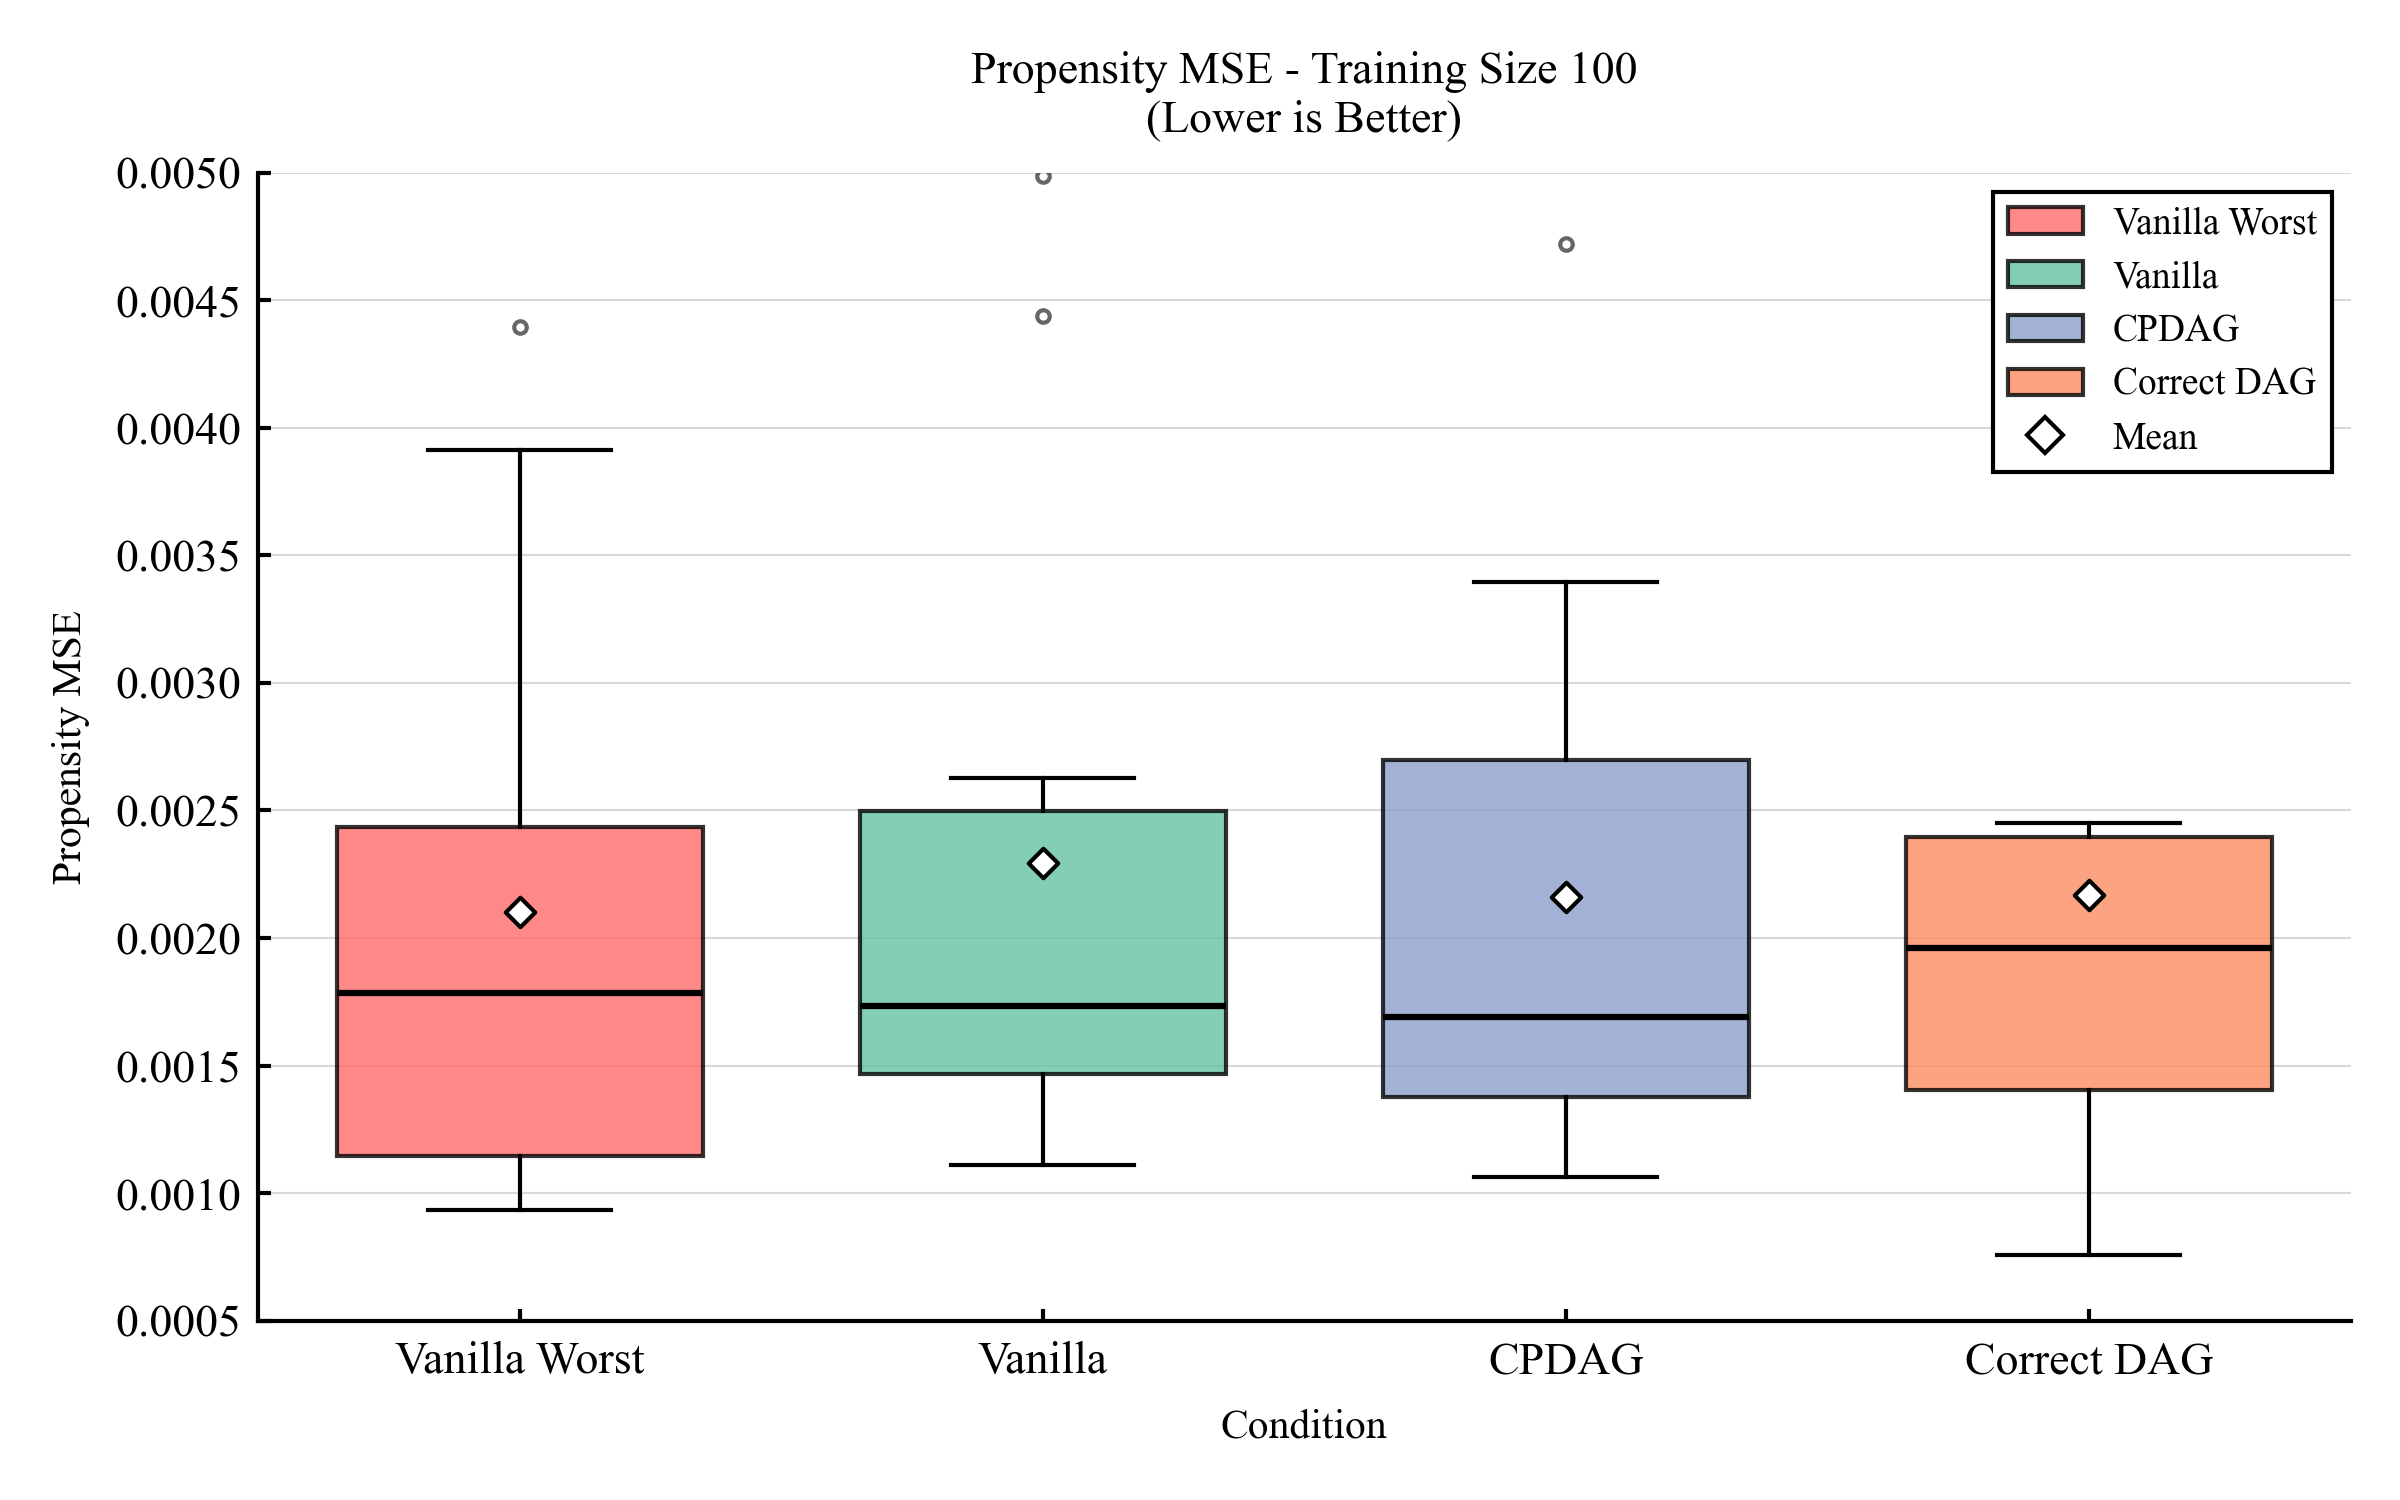 Propensity MSE - Training Size 100
(Lower is Better)
0.0050
0.0045
0.0040
0.0035
0.0030
0.0025
0.0020
0.0015
0.0010
0.0005
Propensity MSE
Vanilla Worst
Vanilla
CPDAG
Correct DAG
Mean
Vanilla Worst
Vanilla
CPDAG
Correct DAG
Condition